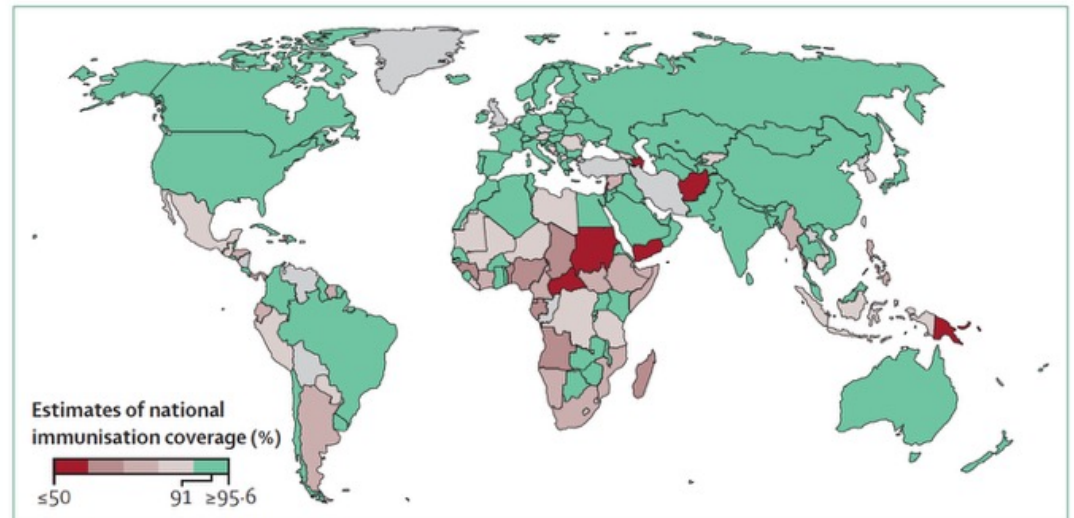 Estimates of national
immunisation coverage (%)
≤50 91 ≥95·6